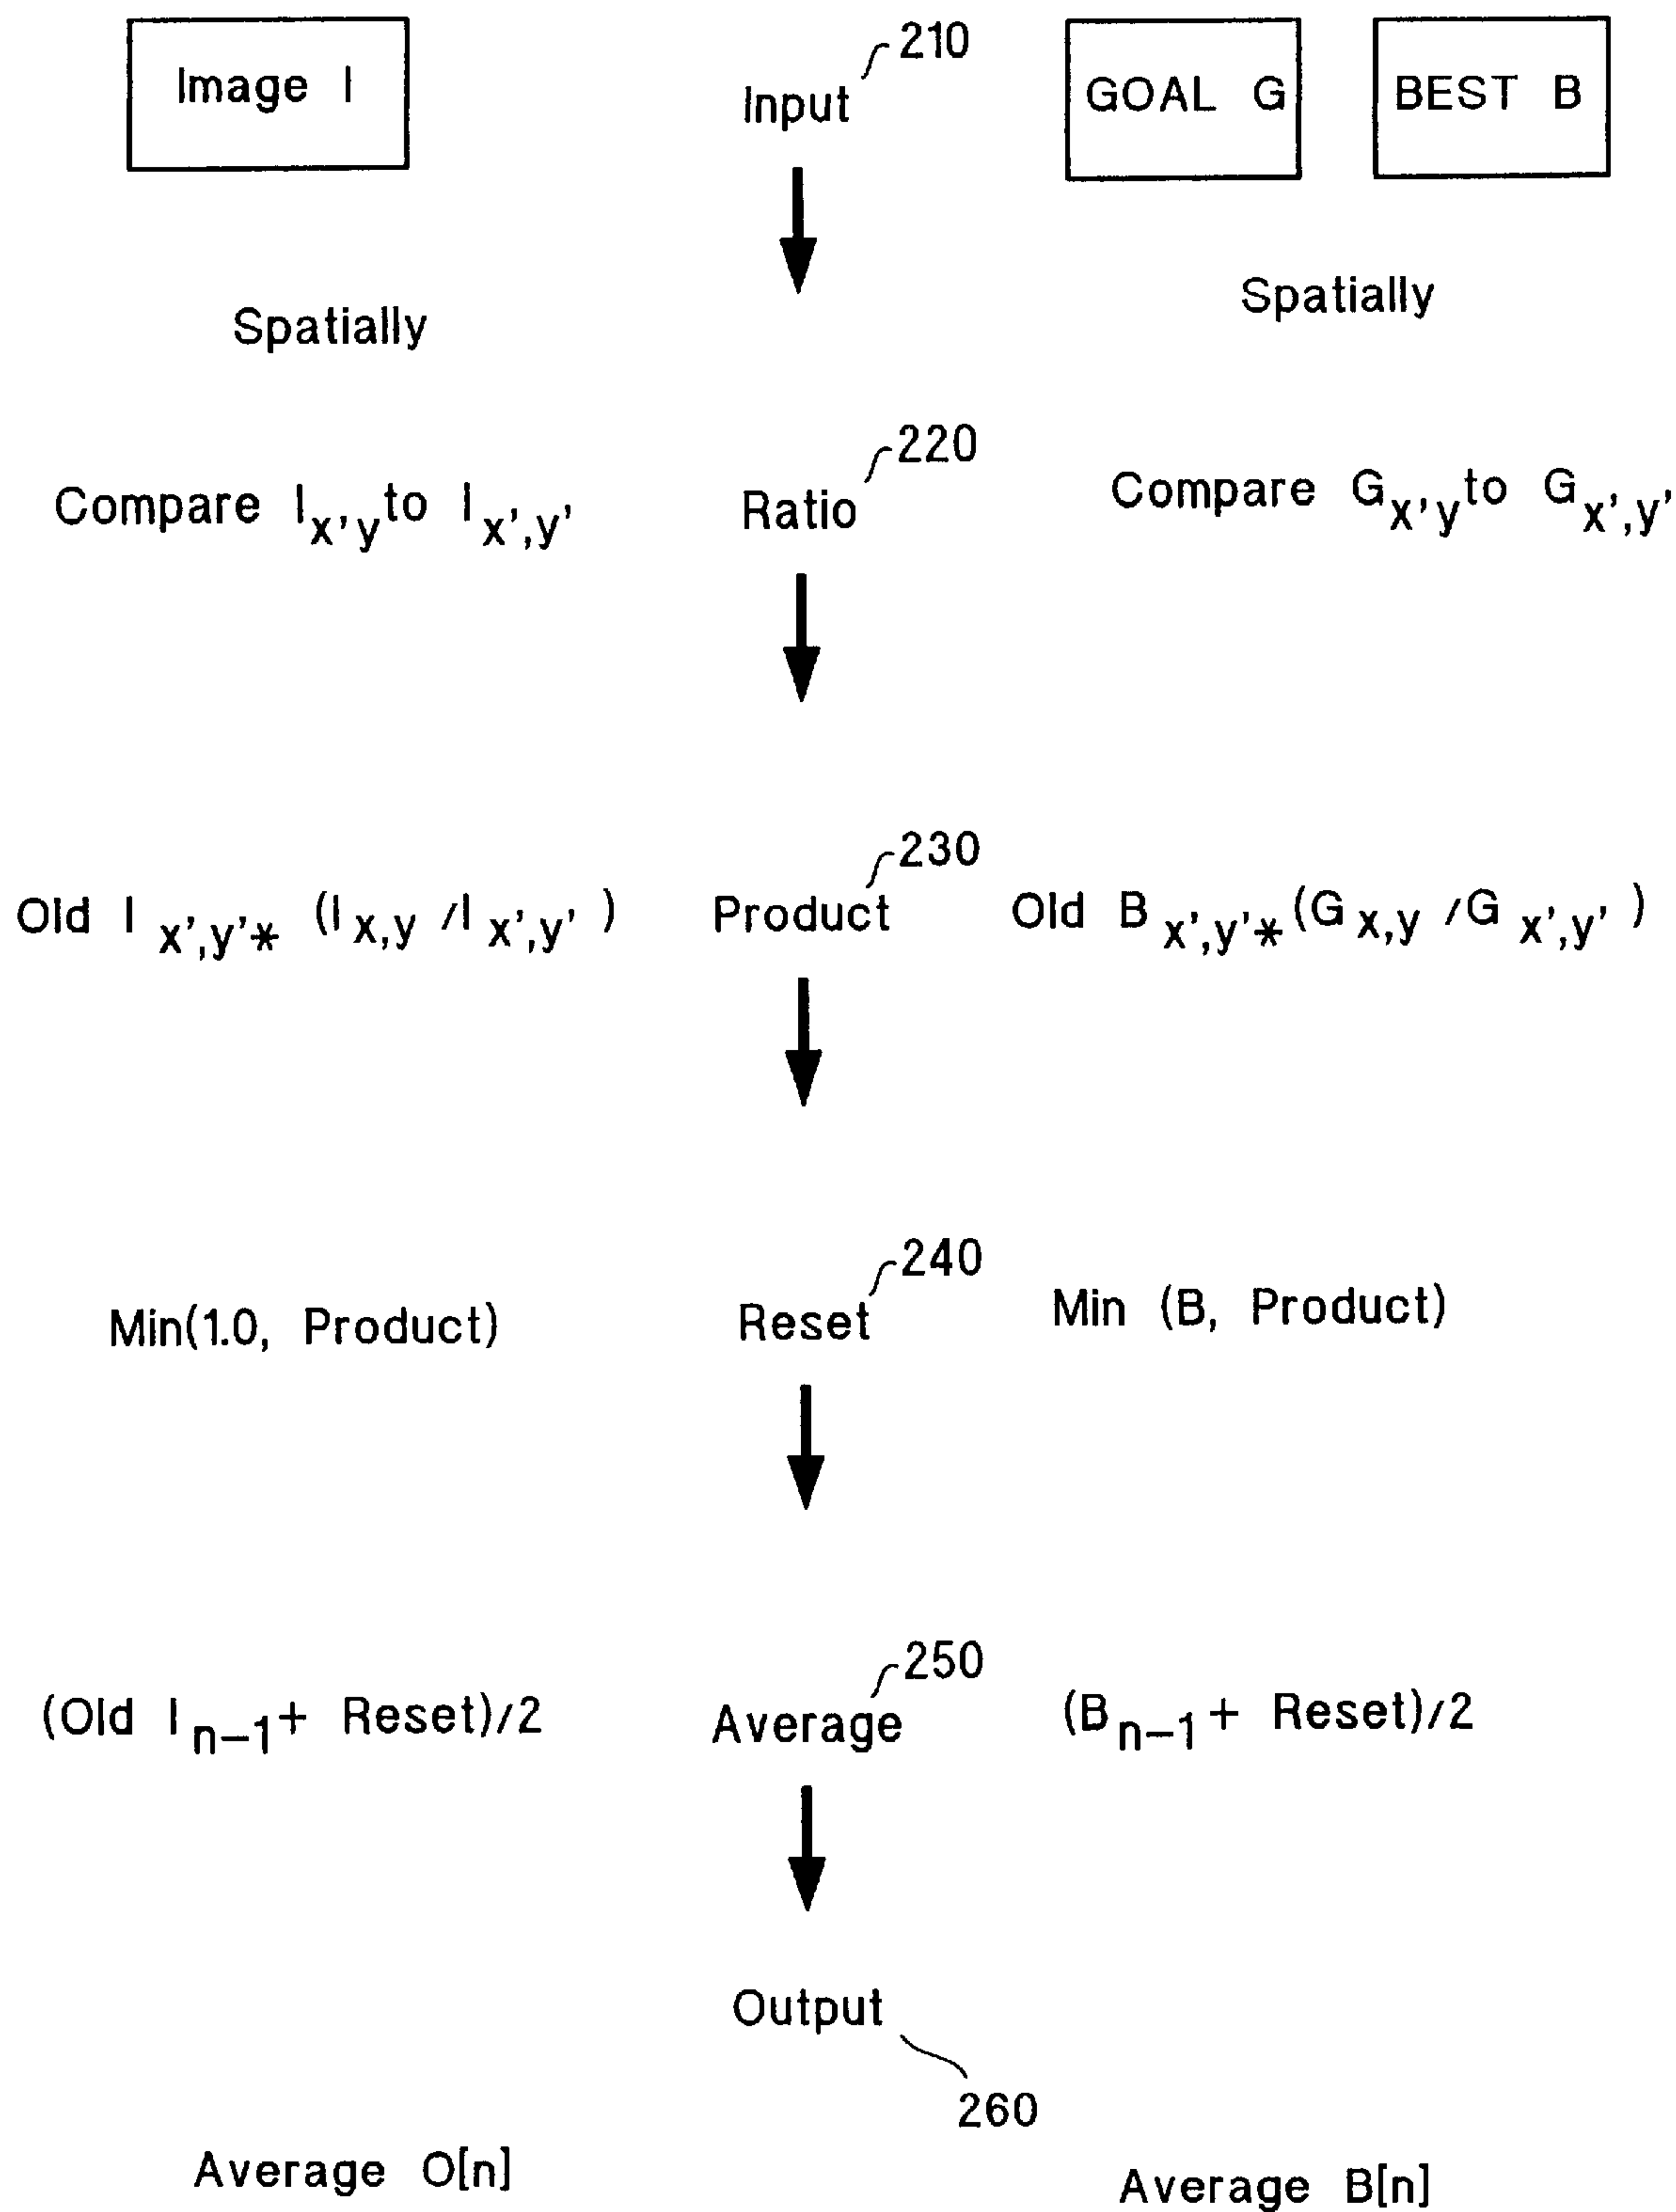 Image I
210
Input
GOAL G
BEST B
Spatially
Spatially
220
Compare I x'y to I x',y'
Ratio
Compare G x'y to G x',y'
230
Old I x',y'* (I x,y /I x',y' )
Product
Old B x',y'* (G x,y /G x',y' )
240
Min(1.0, Product)
Reset
Min (B, Product)
250
(Old I n-1 + Reset)/2
Average
(B n-1 + Reset)/2
Output
260
Average O[n]
Average B[n]